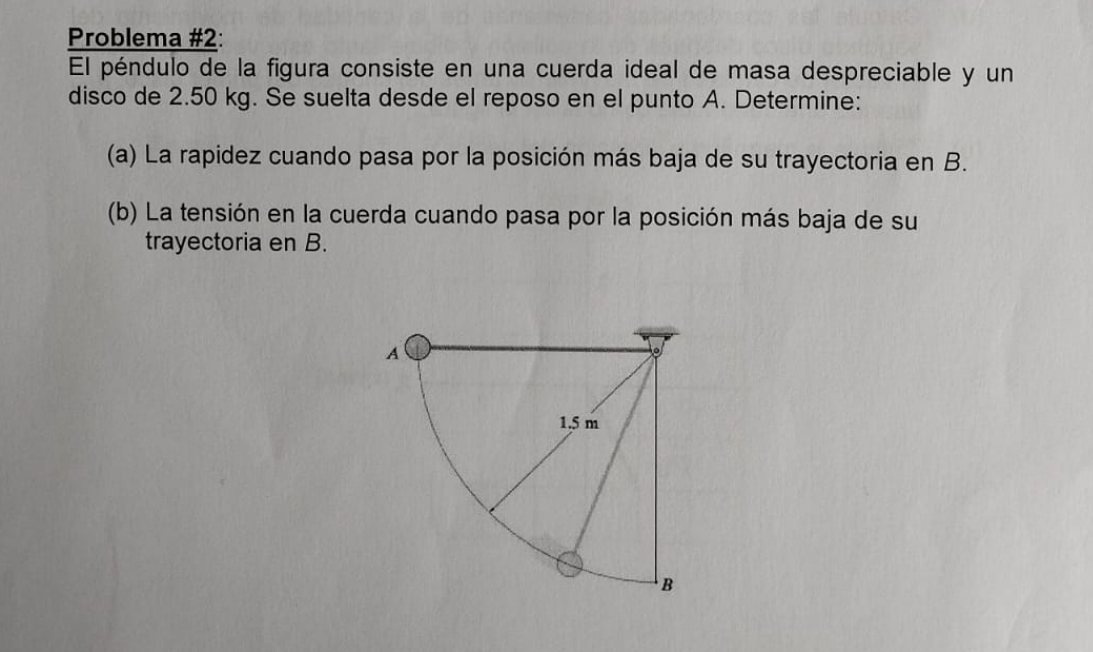 Problema #2:
El péndulo de la figura consiste en una cuerda ideal de masa despreciable y un
disco de 2.50 kg. Se suelta desde el reposo en el punto A. Determine:
(a) La rapidez cuando pasa por la posición más baja de su trayectoria en B.
(b) La tensión en la cuerda cuando pasa por la posición más baja de su
trayectoria en B.
A
1.5 m
B